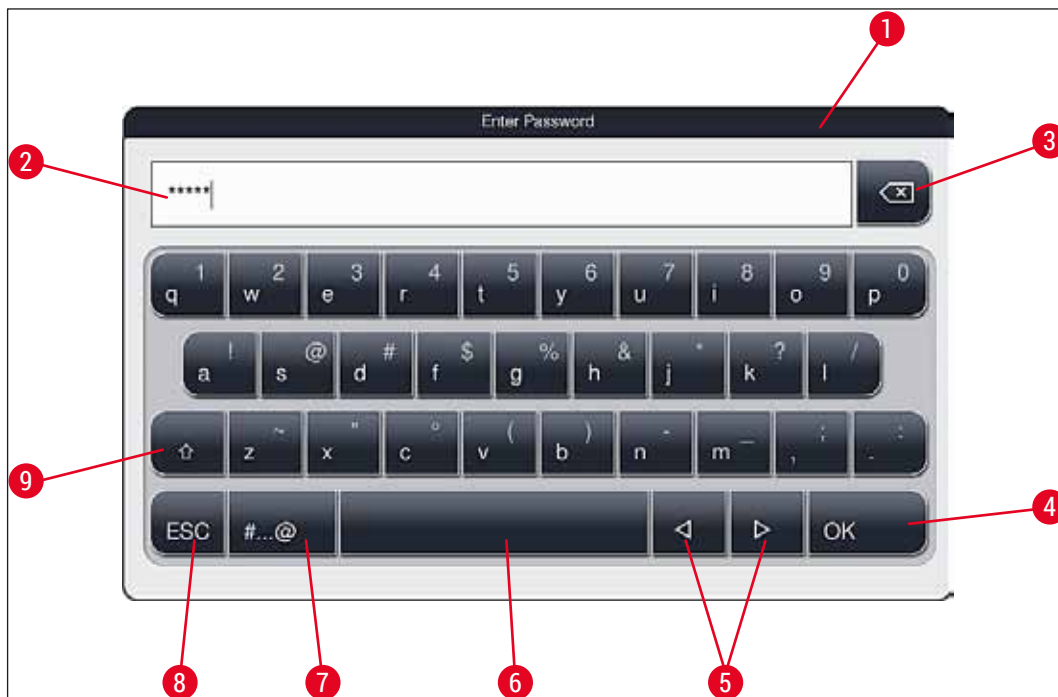 1
Enter Password
2
*****
3
1 2 3 4 5 6 7 8 9 0
q w e r t y u i o p
! @ # $ % & * ? /
a s d f g h j k l
~ " ° ( ) - _ ; :
z x c v b n m , .
9
ESC #...@ OK
4
8 7 6 5